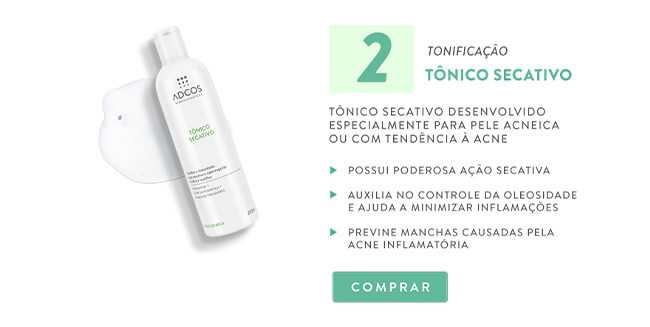 2
TONIFICAÇÃO
TÔNICO SECATIVO
TÔNICO SECATIVO DESENVOLVIDO
ESPECIALMENTE PARA PELE ACNEICA
OU COM TENDÊNCIA À ACNE
POSSUI PODEROSA AÇÃO SECATIVA
AUXILIA NO CONTROLE DA OLEOSIDADE
E AJUDA A MINIMIZAR INFLAMAÇÕES
PREVINE MANCHAS CAUSADAS PELA
ACNE INFLAMATÓRIA
COMPRAR
ADCOS
TÔNICO
SECATIVO